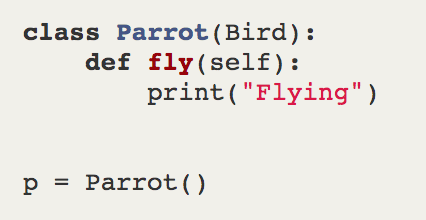 class Parrot(Bird):
    def fly(self):
        print("Flying")
p = Parrot()